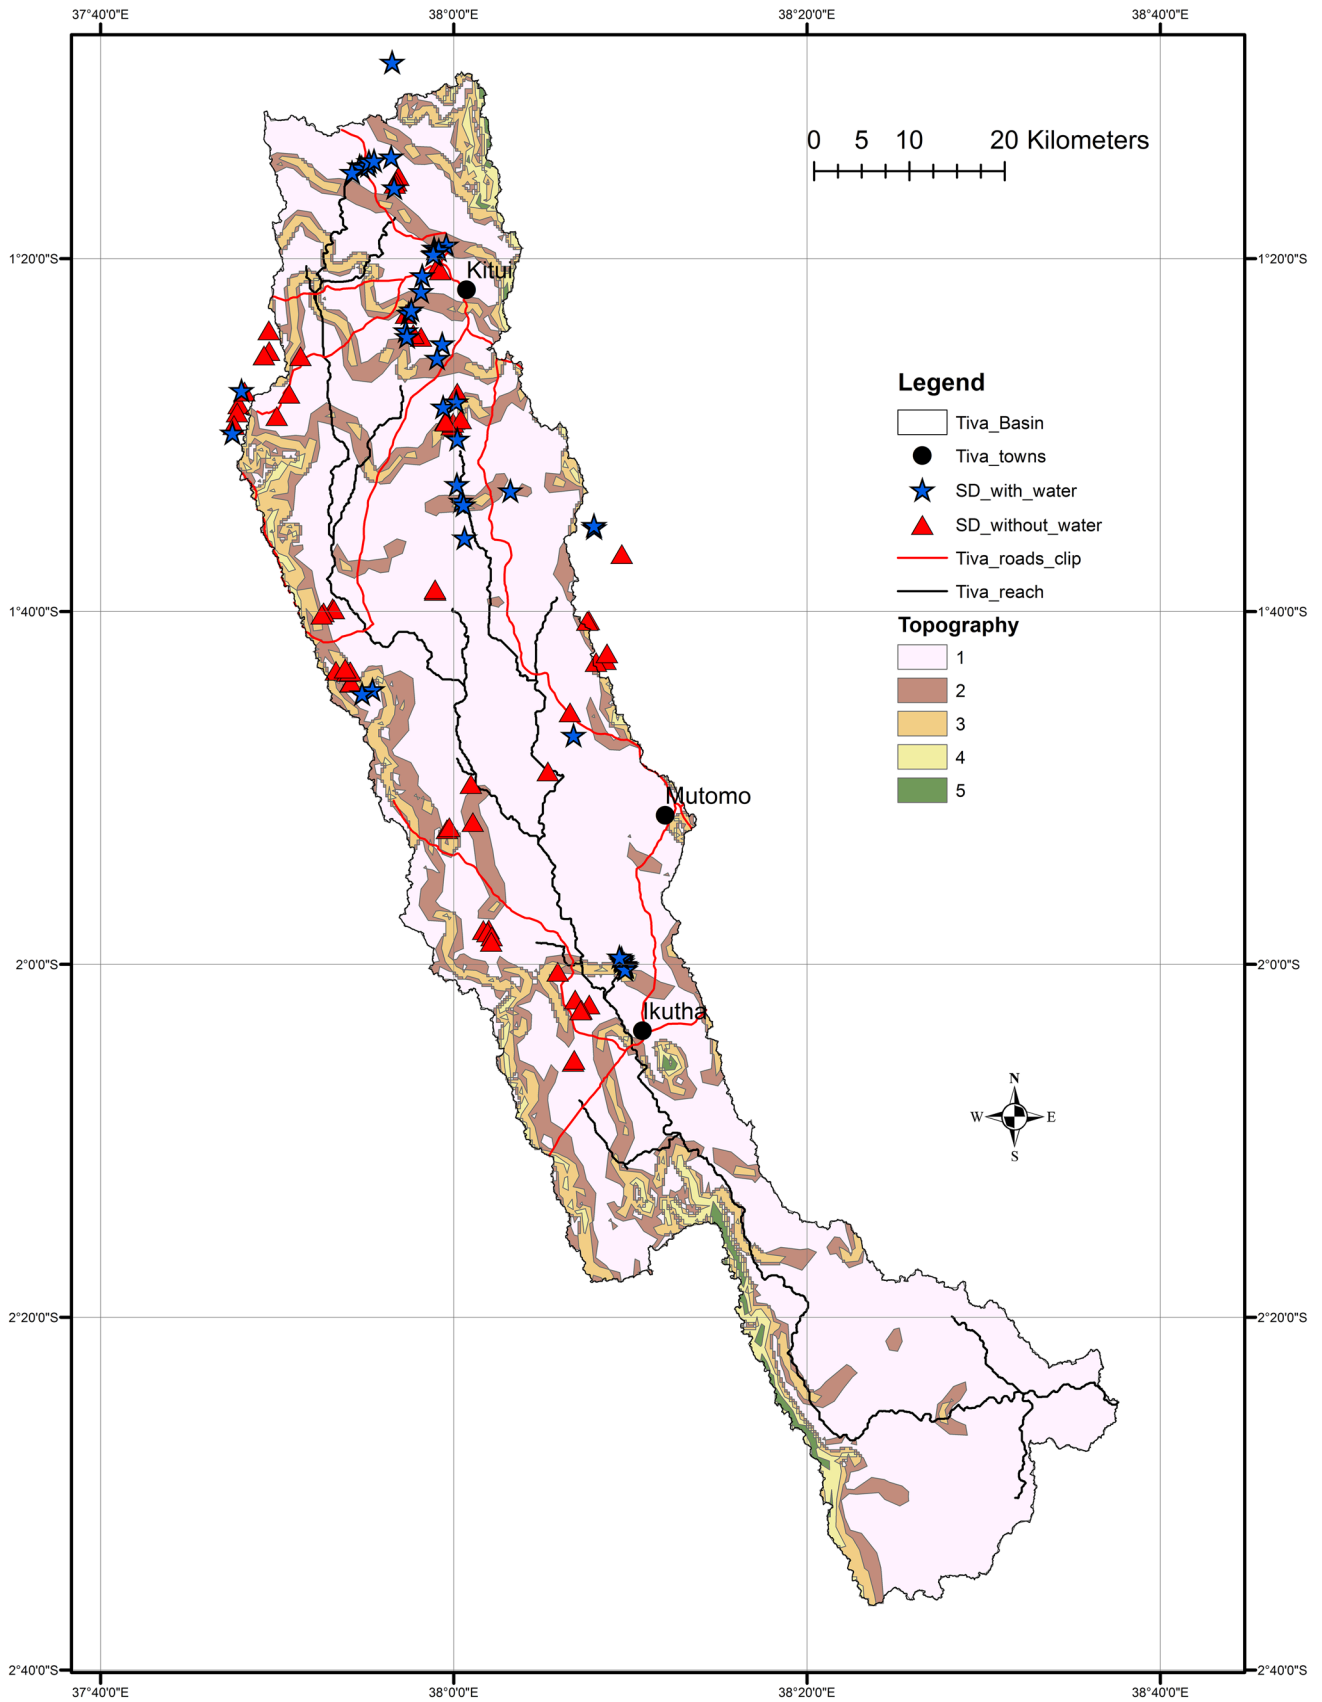 37°40'0"E 38°0'0"E 38°20'0"E 38°40'0"E
0 5 10 20 Kilometers
1°20'0"S 1°20'0"S
Kitui
Legend
Tiva_Basin
Tiva_towns
SD_with_water
SD_without_water
Tiva_roads_clip
Tiva_reach
1°40'0"S 1°40'0"S
Topography
1
2
3
4
5
Mutomo
2°0'0"S 2°0'0"S
Ikutha
N
W E
S
2°20'0"S 2°20'0"S
2°40'0"S 2°40'0"S
37°40'0"E 38°0'0"E 38°20'0"E 38°40'0"E